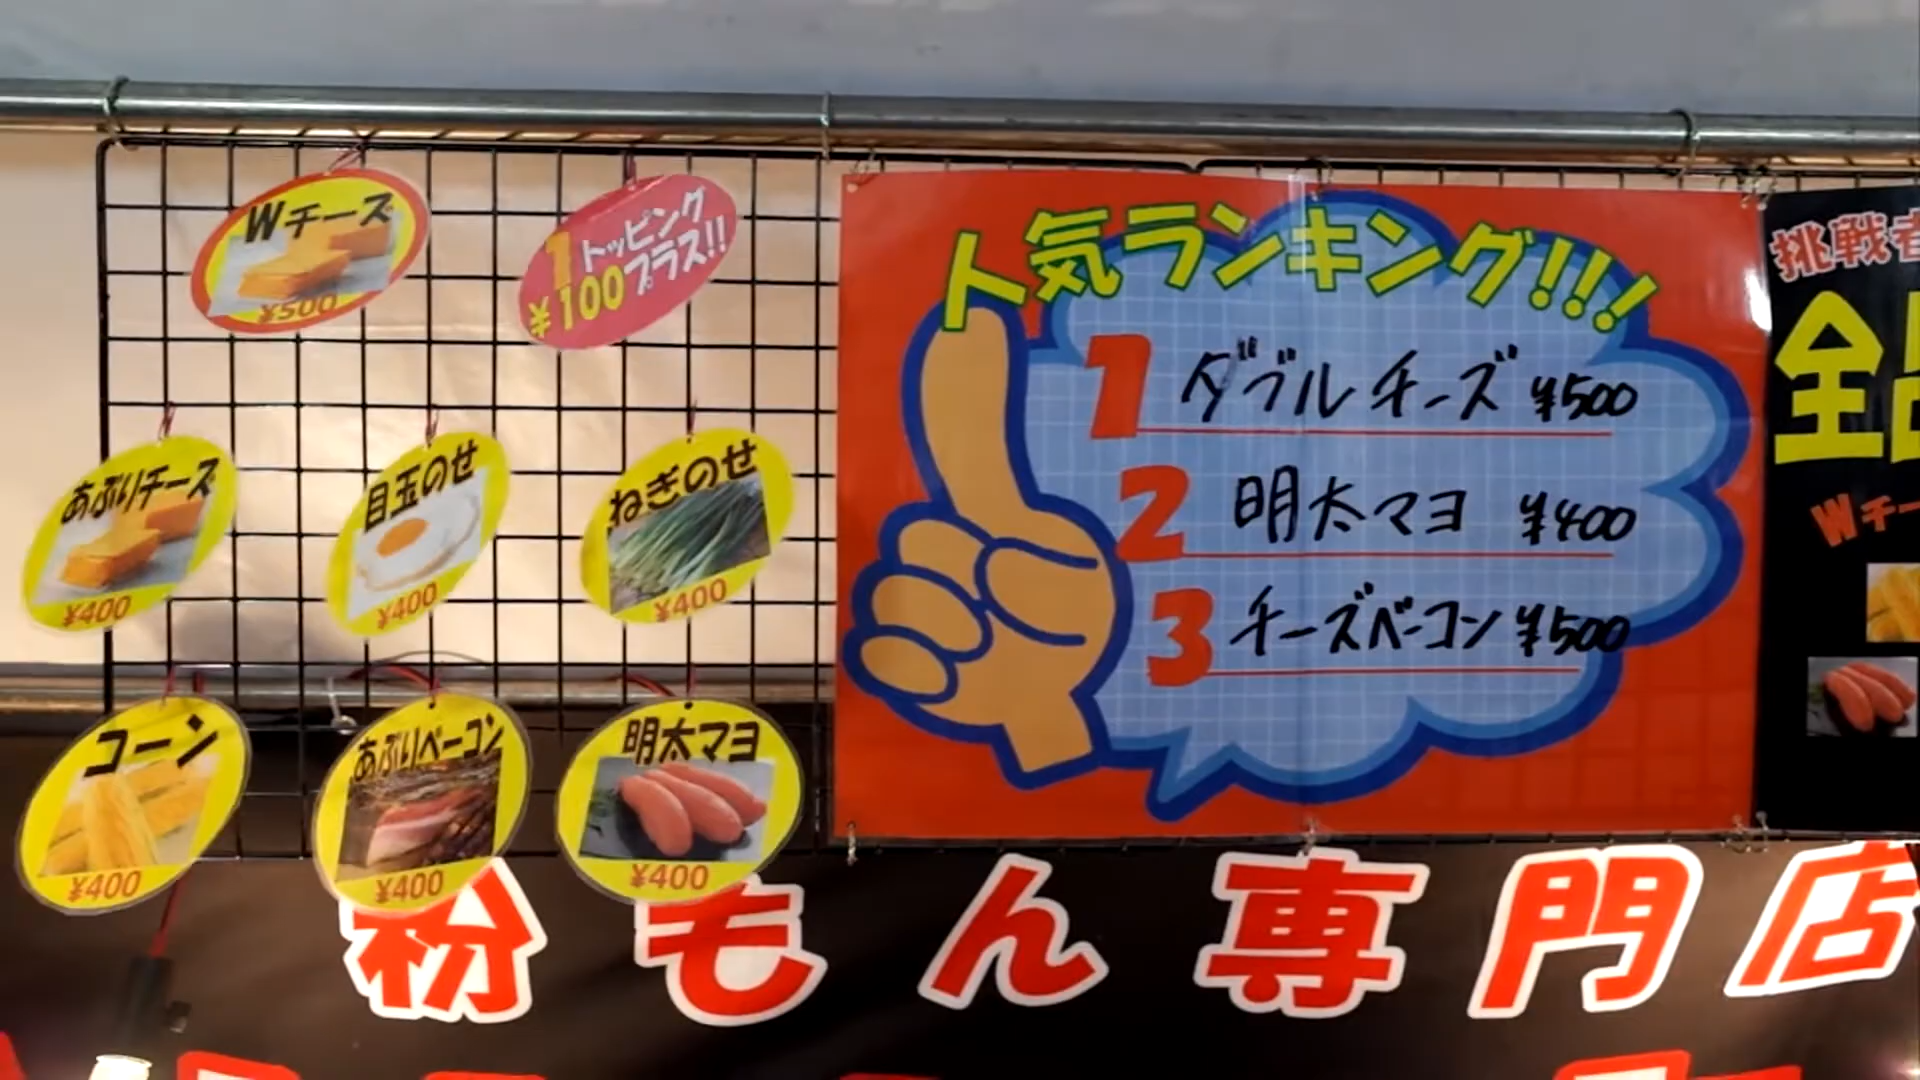 Wチーズ
¥500
1トッピング
¥100プラス!!
あぶりチーズ
¥400
目玉のせ
¥400
ねぎのせ
¥400
コーン
¥400
あぶりベーコン
¥400
明太マヨ
¥400
人気ランキング!!!
1 ダブルチーズ ¥500
2 明太マヨ ¥400
3 チーズベーコン ¥500
挑戦者
全
Wチー
粉もん専門店